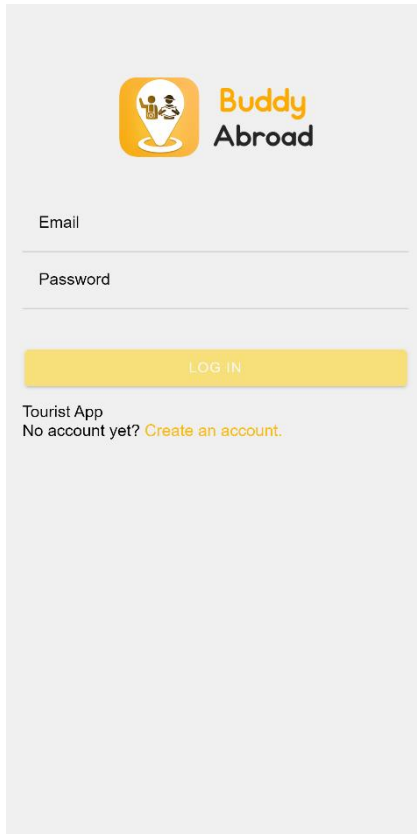 Buddy
Abroad
Email
Password
LOG IN
Tourist App
No account yet? Create an account.